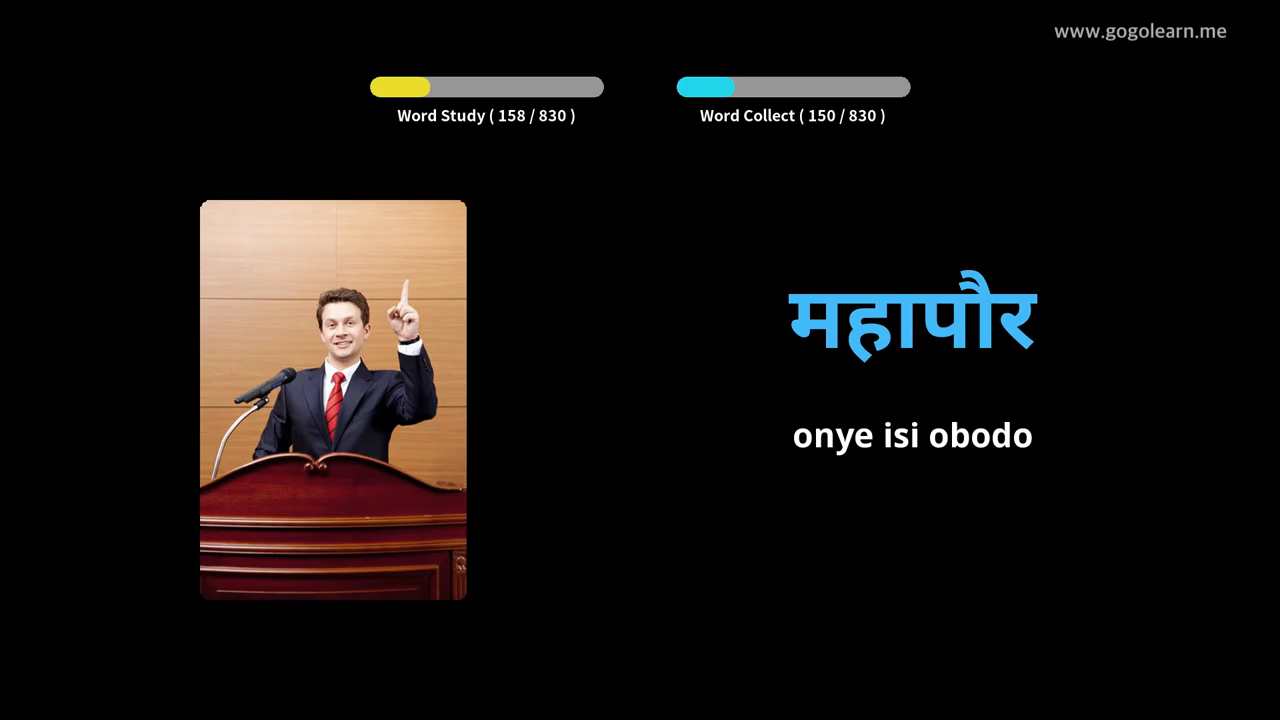 www.gogolearn.me
Word Study ( 158 / 830 )
Word Collect ( 150 / 830 )
महापौर
onye isi obodo